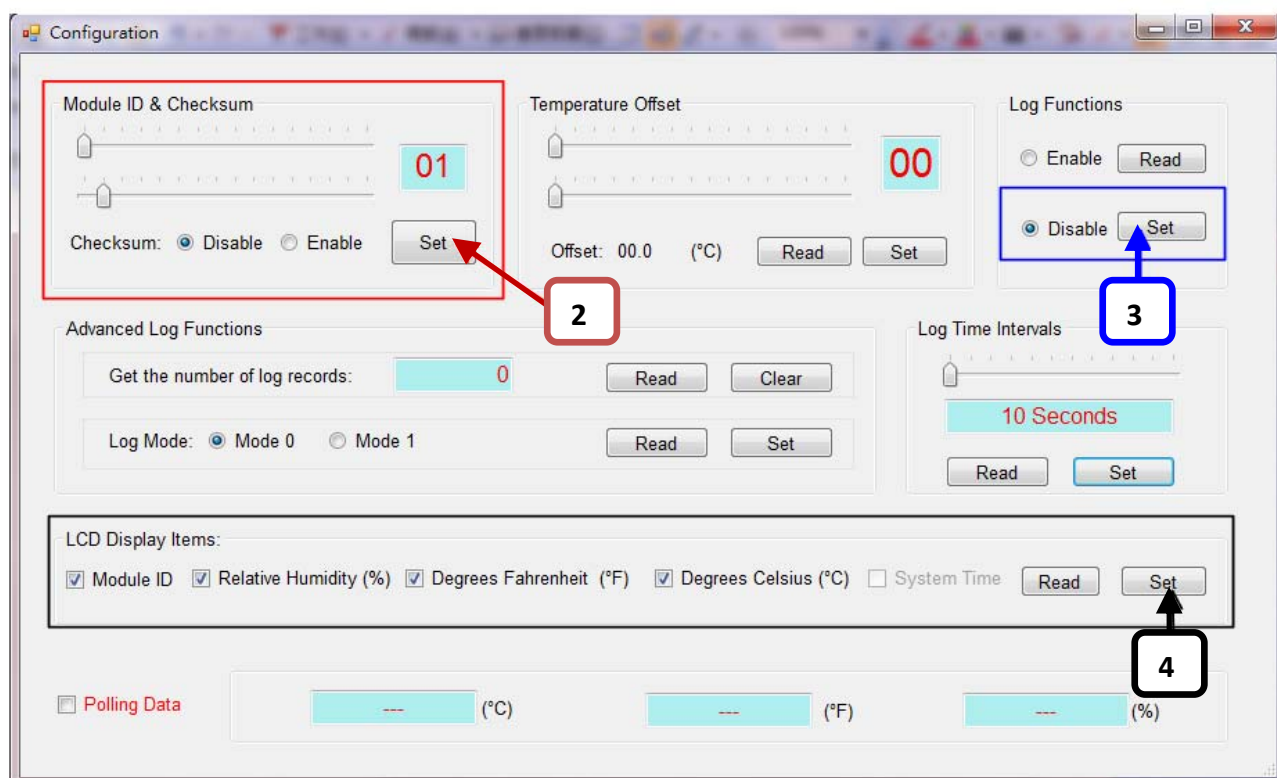 Configuration
Module ID & Checksum
01
Checksum: Disable Enable Set
2
Temperature Offset
00
Offset: 00.0 (°C) Read Set
Log Functions
Enable Read
Disable Set
3
Advanced Log Functions
Get the number of log records: 0 Read Clear
Log Mode: Mode 0 Mode 1 Read Set
Log Time Intervals
10 Seconds
Read Set
LCD Display Items:
Module ID Relative Humidity (%) Degrees Fahrenheit (°F) Degrees Celsius (°C) System Time Read Set
4
Polling Data --- (°C) --- (°F) --- (%)